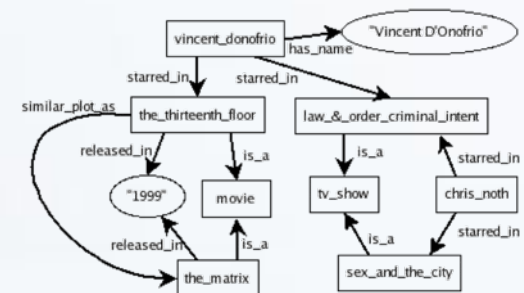 vincent_donofrio
"Vincent D'Onofrio"
has_name
starred_in
starred_in
similar_plot_as
the_thirteenth_floor
law_&_order_criminal_intent
released_in
is_a
is_a
starred_in
"1999"
movie
tv_show
chris_noth
released_in
is_a
is_a
starred_in
the_matrix
sex_and_the_city